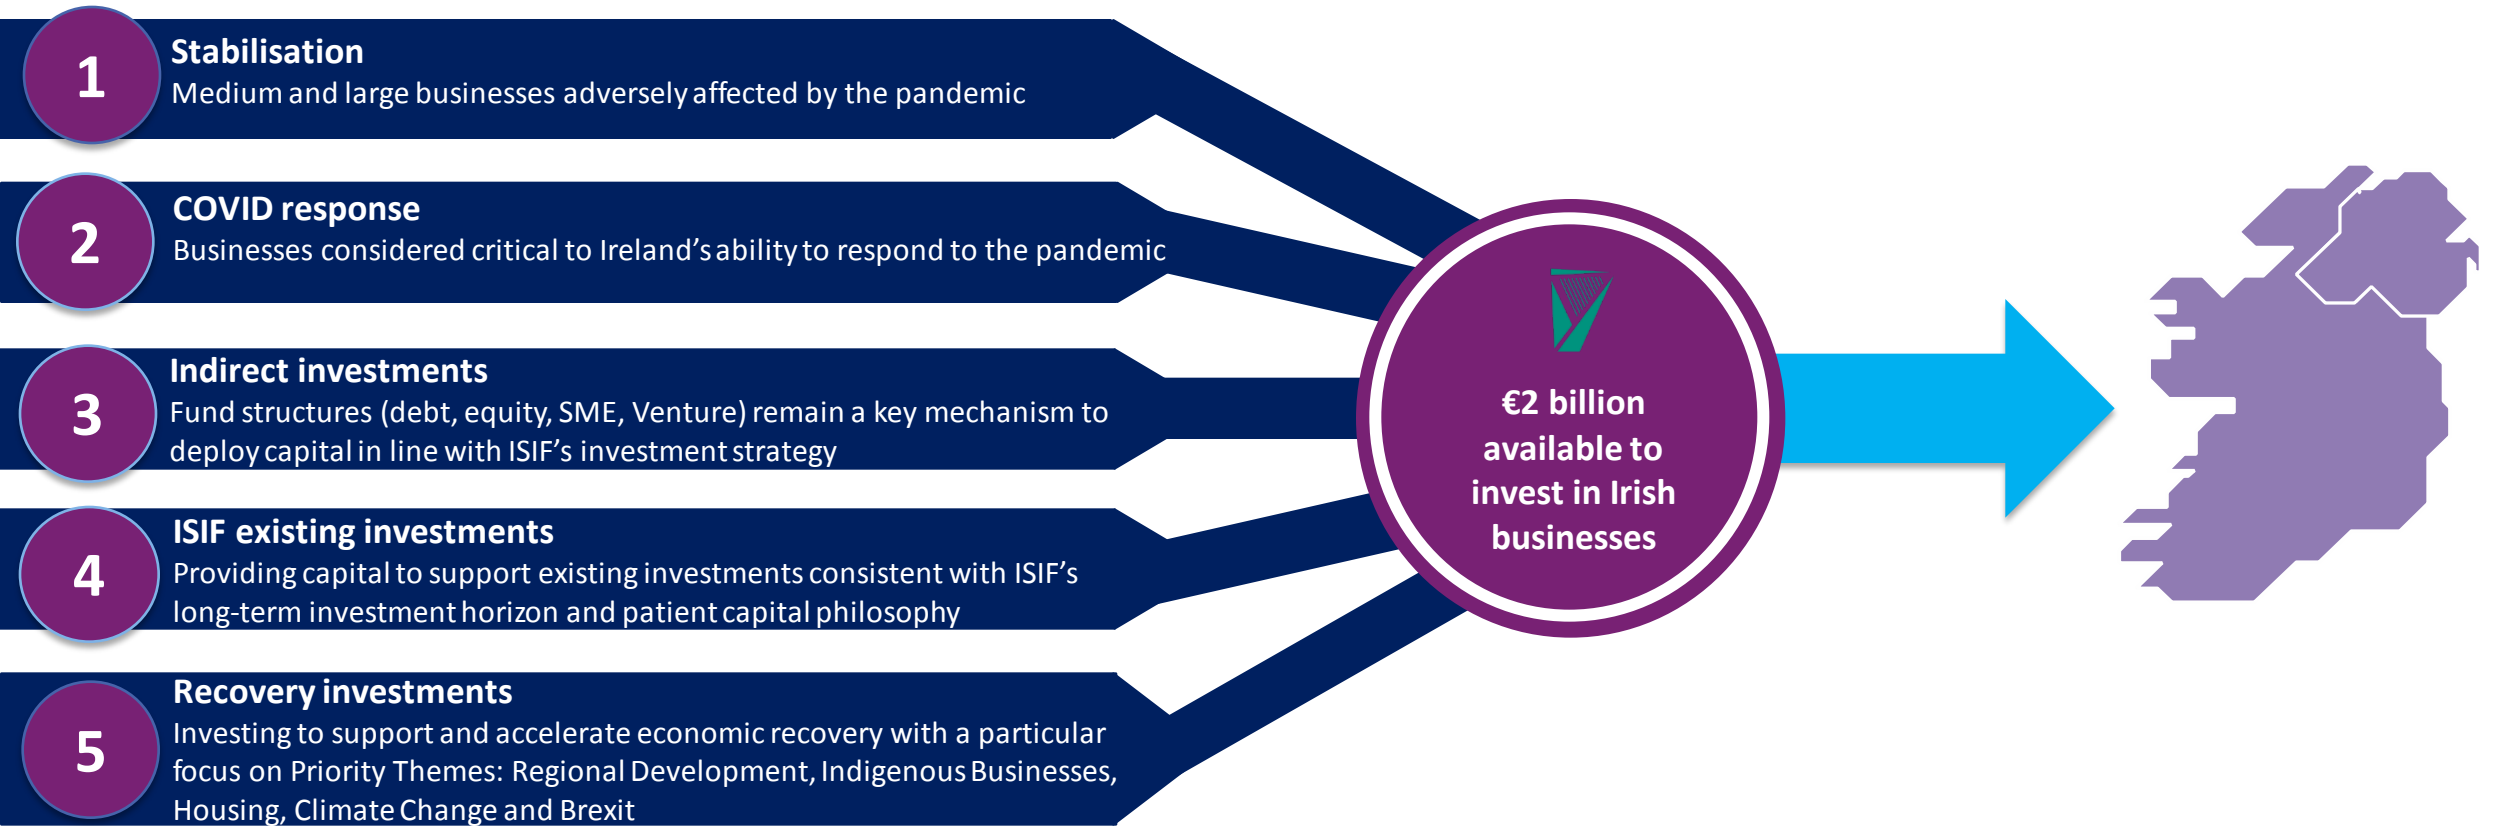 1
Stabilisation
Medium and large businesses adversely affected by the pandemic
2
COVID response
Businesses considered critical to Ireland's ability to respond to the pandemic
3
Indirect investments
Fund structures (debt, equity, SME, Venture) remain a key mechanism to
deploy capital in line with ISIF's investment strategy
4
ISIF existing investments
Providing capital to support existing investments consistent with ISIF's
long-term investment horizon and patient capital philosophy
5
Recovery investments
Investing to support and accelerate economic recovery with a particular
focus on Priority Themes: Regional Development, Indigenous Businesses,
Housing, Climate Change and Brexit
€2 billion
available to
invest in Irish
businesses